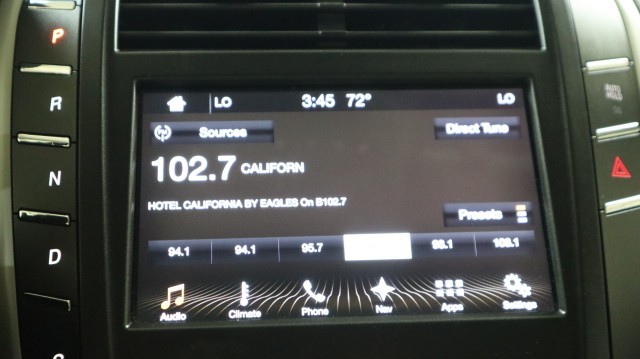 P
R
N
D
LO 3:45 72° LO
Sources Direct Tune
102.7 CALIFORN
HOTEL CALIFORNIA BY EAGLES On B102.7
Presets
94.1 94.1 95.7 98.1 108.1
Audio Climate Phone Nav Apps Settings